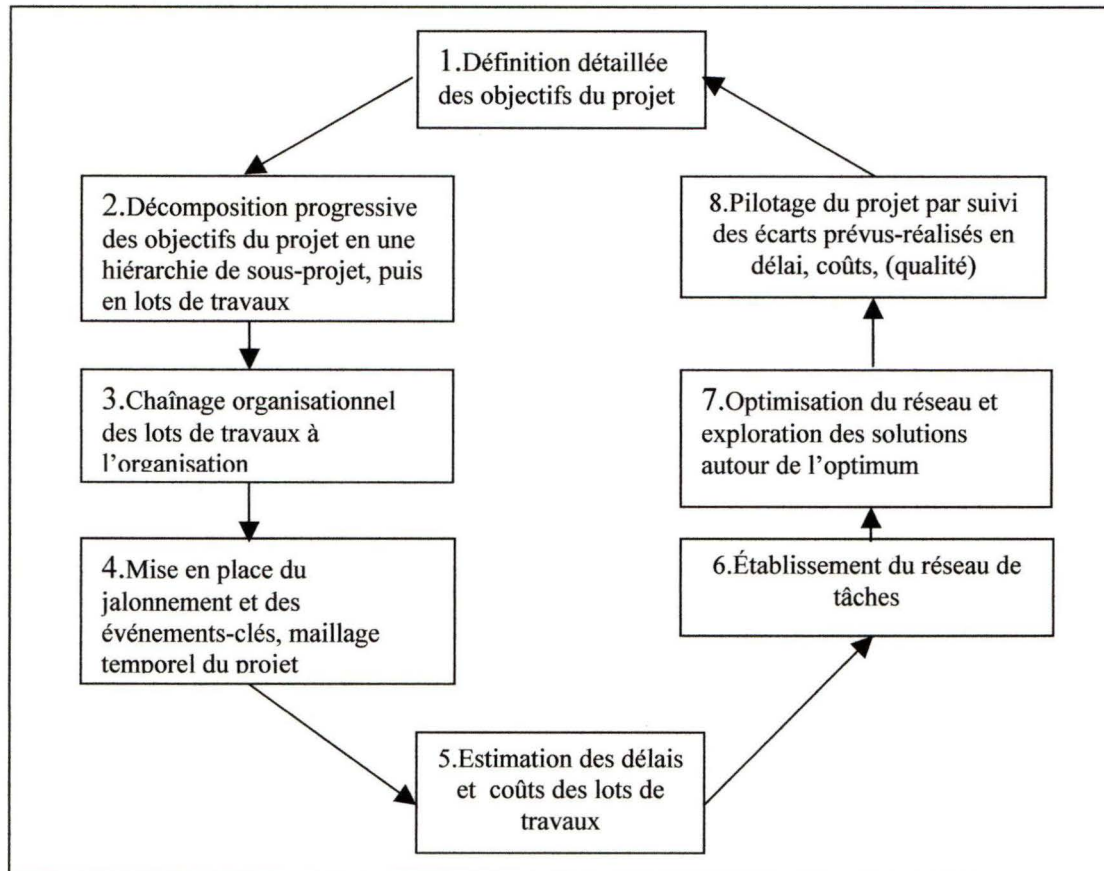 1.Définition détaillée
des objectifs du projet
2.Décomposition progressive
des objectifs du projet en une
hiérarchie de sous-projet, puis
en lots de travaux
3.Chaînage organisationnel
des lots de travaux à
l'organisation
4.Mise en place du
jalonnement et des
événements-clés, maillage
temporel du projet
5.Estimation des délais
et coûts des lots de
travaux
6.Établissement du réseau de
tâches
7.Optimisation du réseau et
exploration des solutions
autour de l'optimum
8.Pilotage du projet par suivi
des écarts prévus-réalisés en
délai, coûts, (qualité)